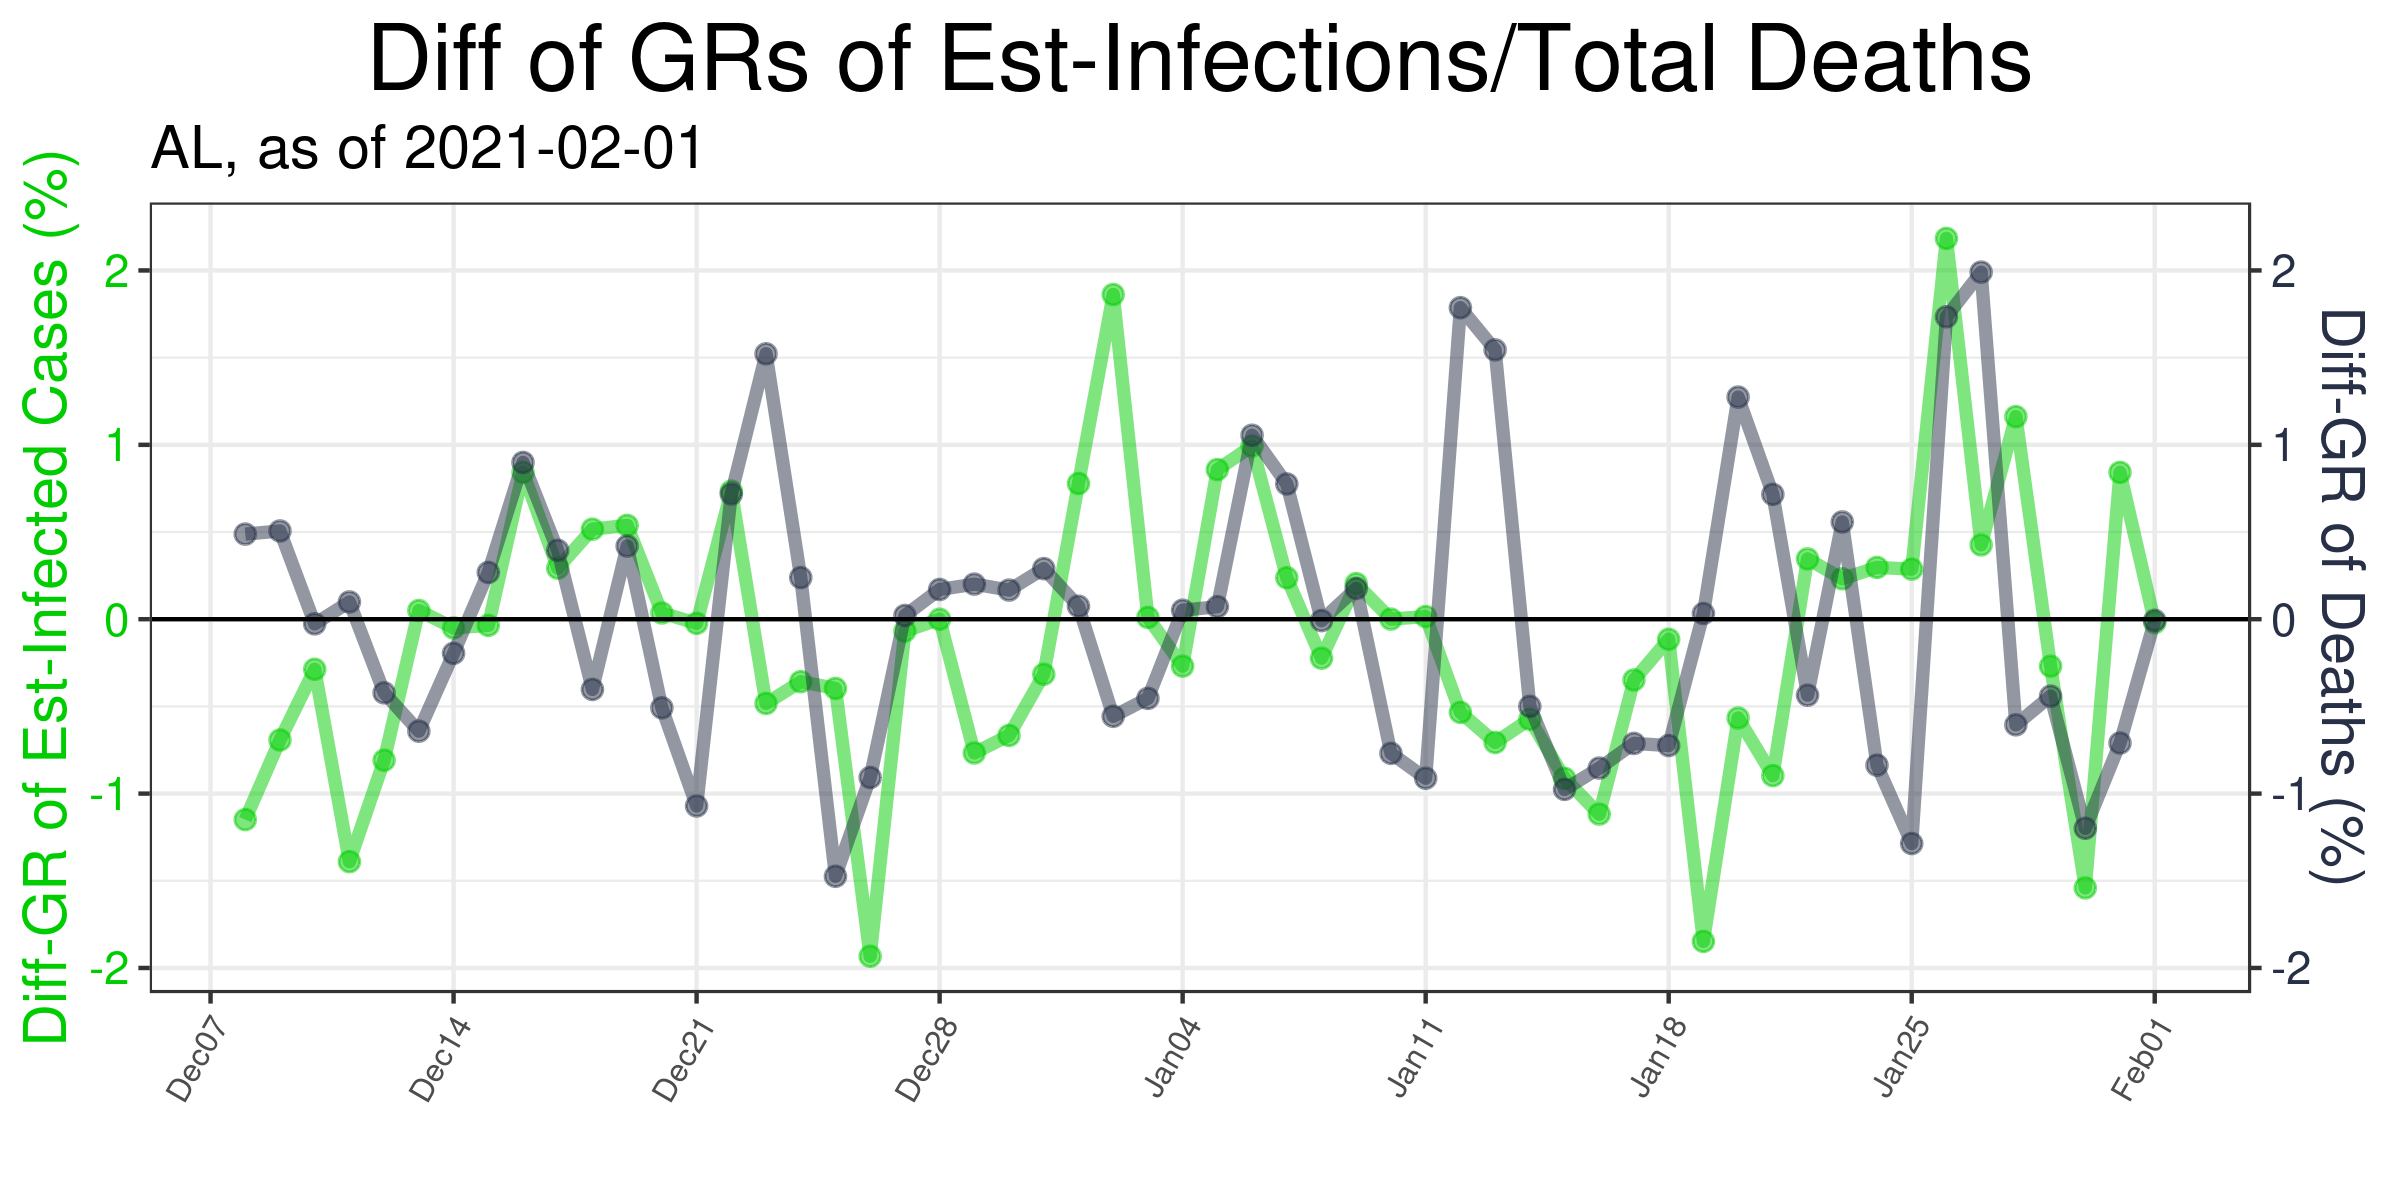 Diff of GRs of Est-Infections/Total Deaths
AL, as of 2021-02-01
Diff-GR of Est-Infected Cases (%)
2
1
0
-1
-2
2
1
0
-1
-2
Diff-GR of Deaths (%)
Dec07
Dec14
Dec21
Dec28
Jan04
Jan11
Jan18
Jan25
Feb01